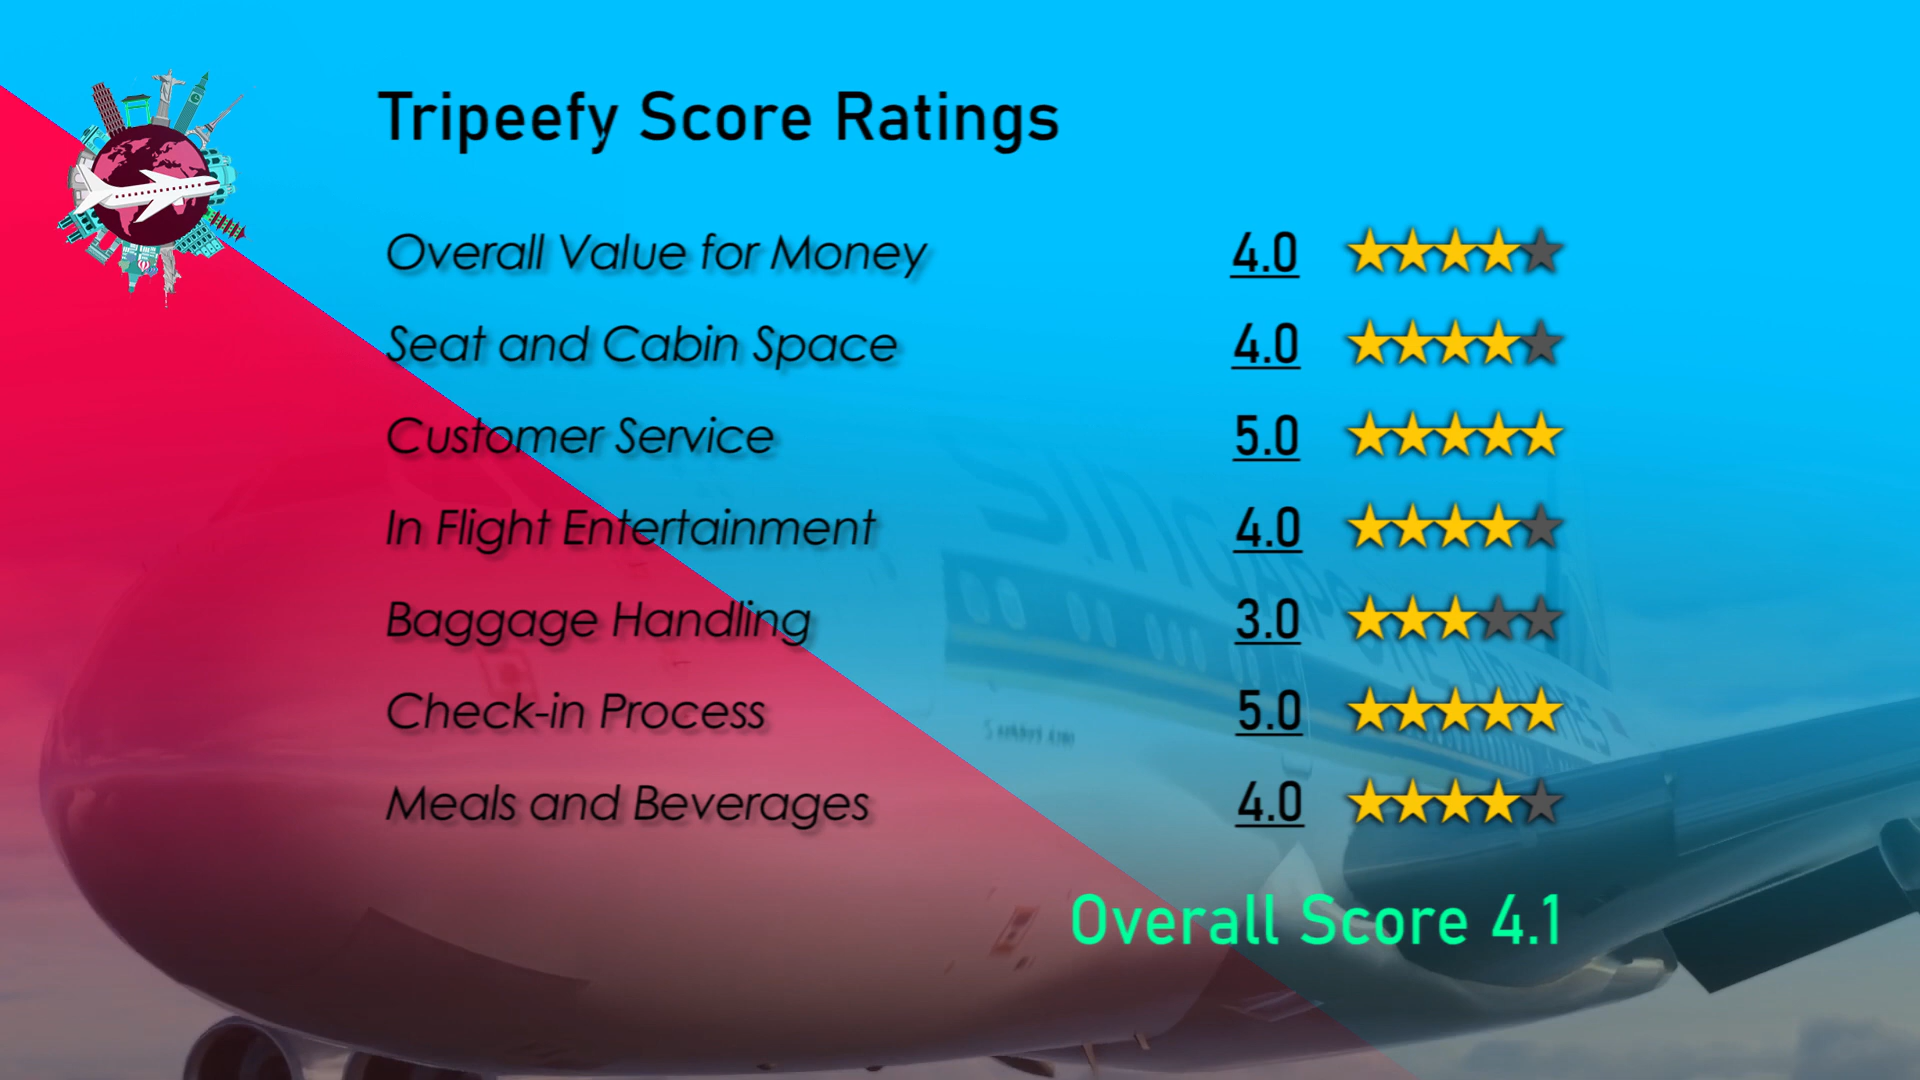 Tripeefy Score Ratings
Overall Value for Money 4.0
Seat and Cabin Space 4.0
Customer Service 5.0
In Flight Entertainment 4.0
Baggage Handling 3.0
Check-in Process 5.0
Meals and Beverages 4.0
Overall Score 4.1